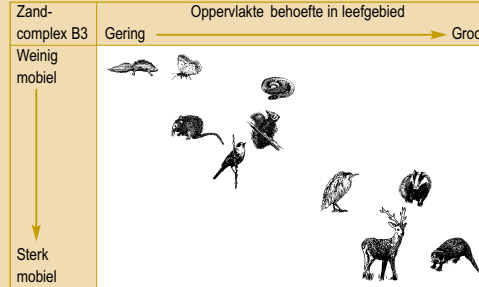 Zand-
complex B3
Oppervlakte behoefte in leefgebied
Gering
Weinig
mobiel
Sterk
mobiel